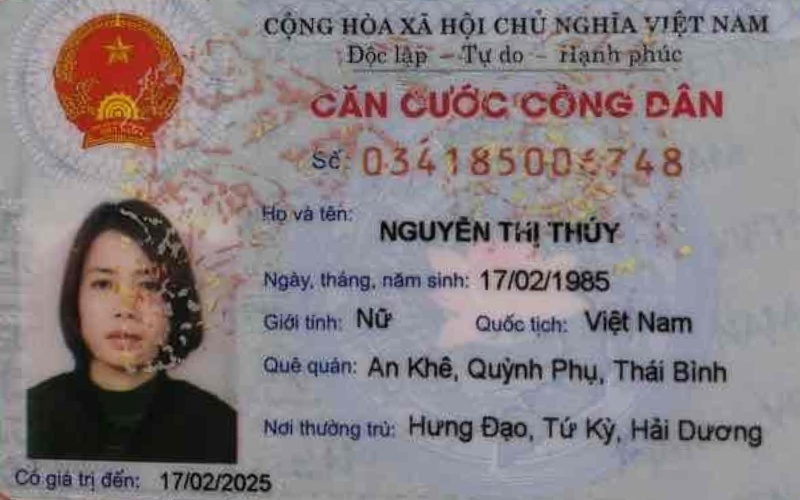 CỘNG HÒA XÃ HỘI CHỦ NGHĨA VIỆT NAM
Độc lập - Tự do - Hạnh phúc
CĂN CƯỚC CÔNG DÂN
Số:
Họ và tên:
NGUYỄN THỊ THÚY
Ngày, tháng, năm sinh: 17/02/1985
Giới tính: Nữ Quốc tịch: Việt Nam
Quê quán: An Khê, Quỳnh Phụ, Thái Bình
Nơi thường trú: Hưng Đạo, Tứ Kỳ, Hải Dương
Có giá trị đến: 17/02/2025